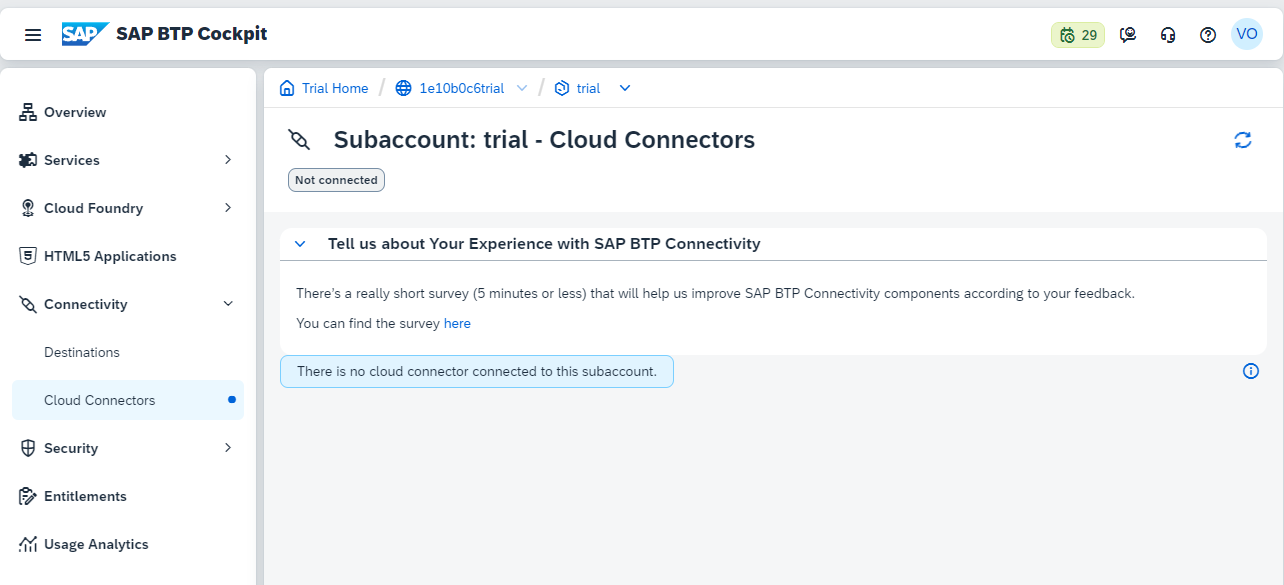 SAP SAP BTP Cockpit
29
VO
Overview
Services
Cloud Foundry
HTML5 Applications
Connectivity
Destinations
Cloud Connectors
Security
Entitlements
Usage Analytics
Trial Home / 1e10b0c6trial / trial
Subaccount: trial - Cloud Connectors
Not connected
Tell us about Your Experience with SAP BTP Connectivity
There's a really short survey (5 minutes or less) that will help us improve SAP BTP Connectivity components according to your feedback.
You can find the survey here
There is no cloud connector connected to this subaccount.